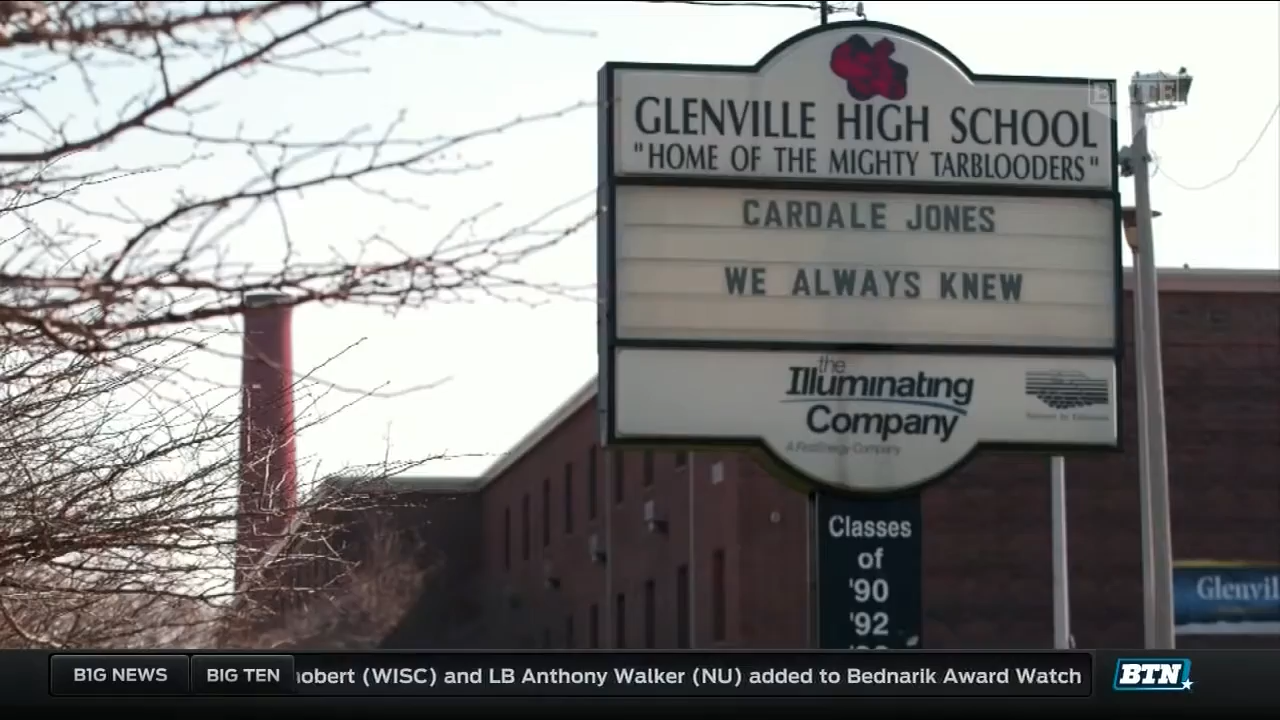 GLENVILLE HIGH SCHOOL
"HOME OF THE MIGHTY TARBLOODERS"
CARDALE JONES
WE ALWAYS KNEW
the
Illuminating
Company
A FirstEnergy Company
Classes
of
'90
'92
Glenvil
B1G NEWS BIG TEN obert (WISC) and LB Anthony Walker (NU) added to Bednarik Award Watch BTN